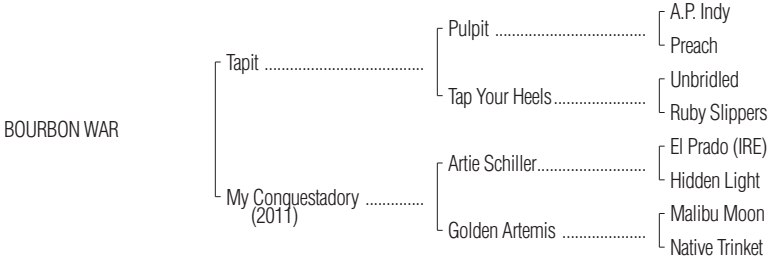 A.P. Indy
Pulpit ....................................
Preach
Tapit ......................................
Unbridled
Tap Your Heels......................
Ruby Slippers
BOURBON WAR
El Prado (IRE)
Artie Schiller..........................
Hidden Light
My Conquestadory ..............
(2011)
Malibu Moon
Golden Artemis ....................
Native Trinket